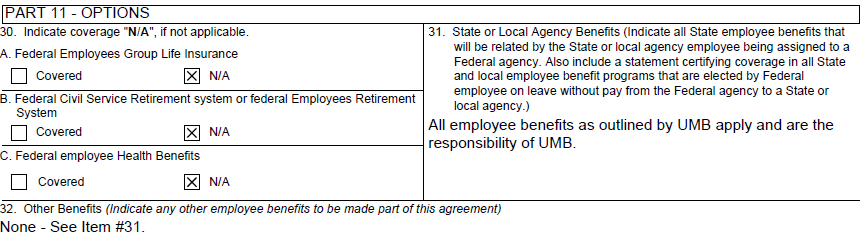 PART 11 - OPTIONS
30. Indicate coverage "N/A", if not applicable.
A. Federal Employees Group Life Insurance
Covered N/A
B. Federal Civil Service Retirement system or federal Employees Retirement
System
Covered N/A
C. Federal employee Health Benefits
Covered N/A
31. State or Local Agency Benefits (Indicate all State employee benefits that
will be related by the State or local agency employee being assigned to a
Federal agency. Also include a statement certifying coverage in all State
and local employee benefit programs that are elected by Federal
employee on leave without pay from the Federal agency to a State or
local agency.)
All employee benefits as outlined by UMB apply and are the
responsibility of UMB.
32. Other Benefits (Indicate any other employee benefits to be made part of this agreement)
None - See Item #31.